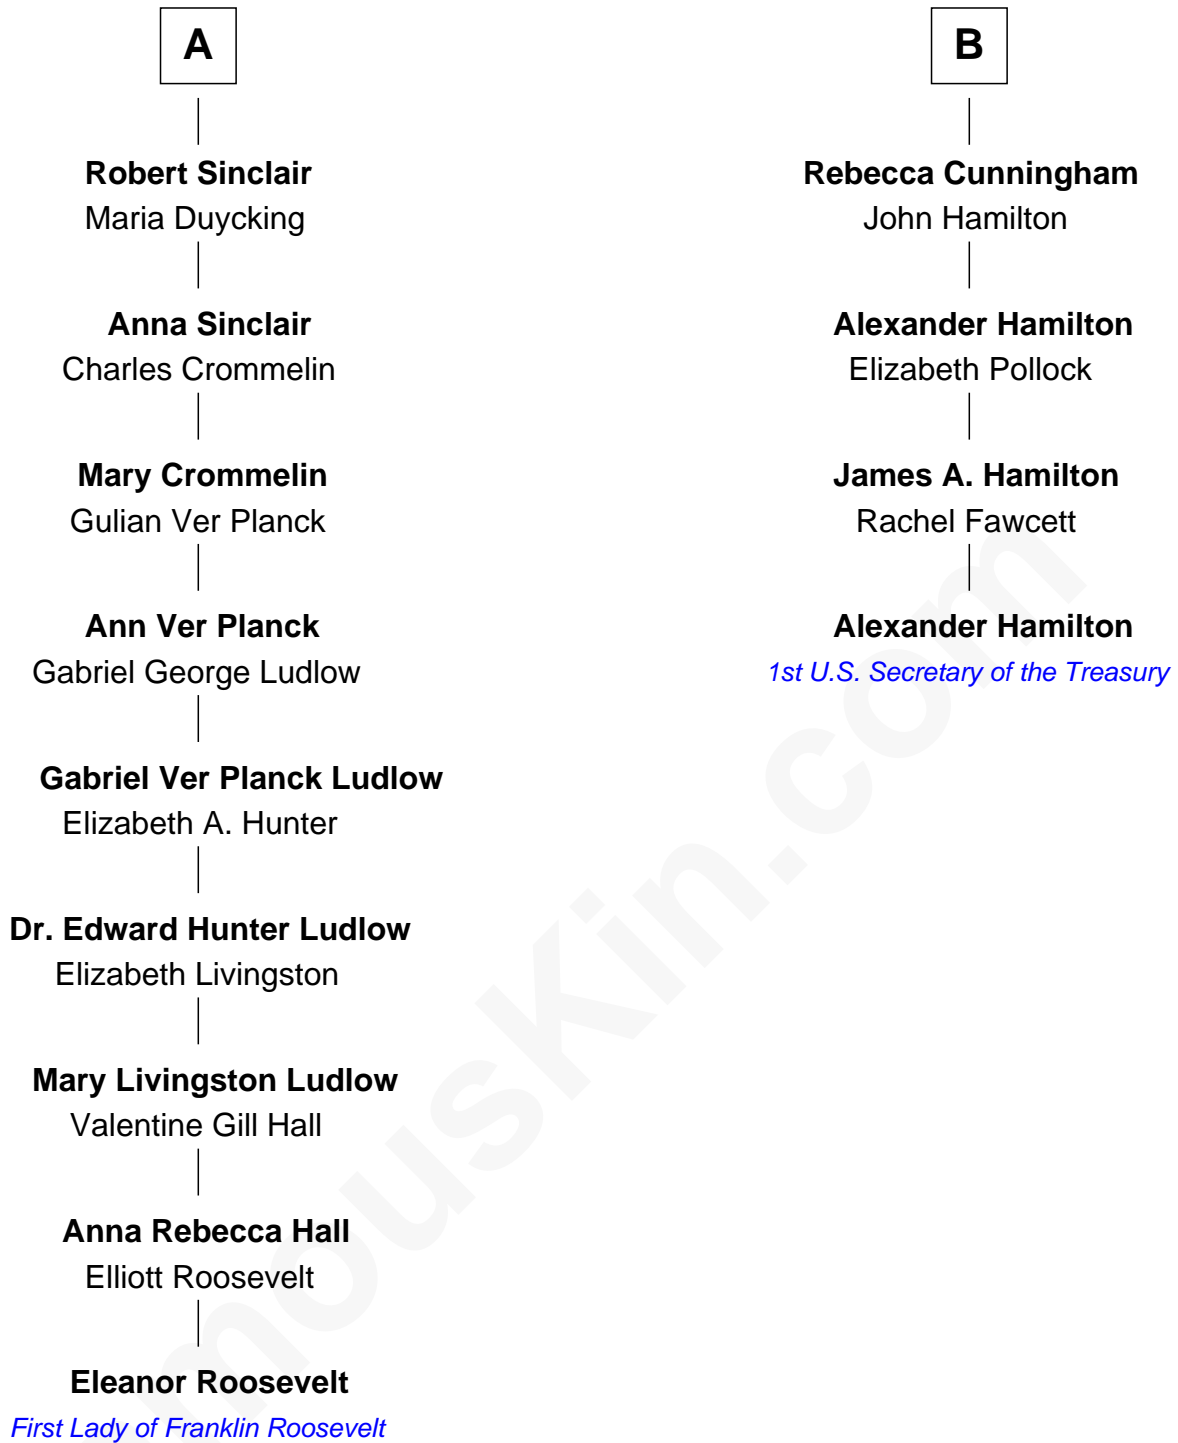 A
Robert Sinclair
Maria Duycking
Anna Sinclair
Charles Crommelin
Mary Crommelin
Gulian Ver Planck
Ann Ver Planck
Gabriel George Ludlow
Gabriel Ver Planck Ludlow
Elizabeth A. Hunter
Dr. Edward Hunter Ludlow
Elizabeth Livingston
Mary Livingston Ludlow
Valentine Gill Hall
Anna Rebecca Hall
Elliott Roosevelt
Eleanor Roosevelt
First Lady of Franklin Roosevelt
B
Rebecca Cunningham
John Hamilton
Alexander Hamilton
Elizabeth Pollock
James A. Hamilton
Rachel Fawcett
Alexander Hamilton
1st U.S. Secretary of the Treasury
mouskin.com